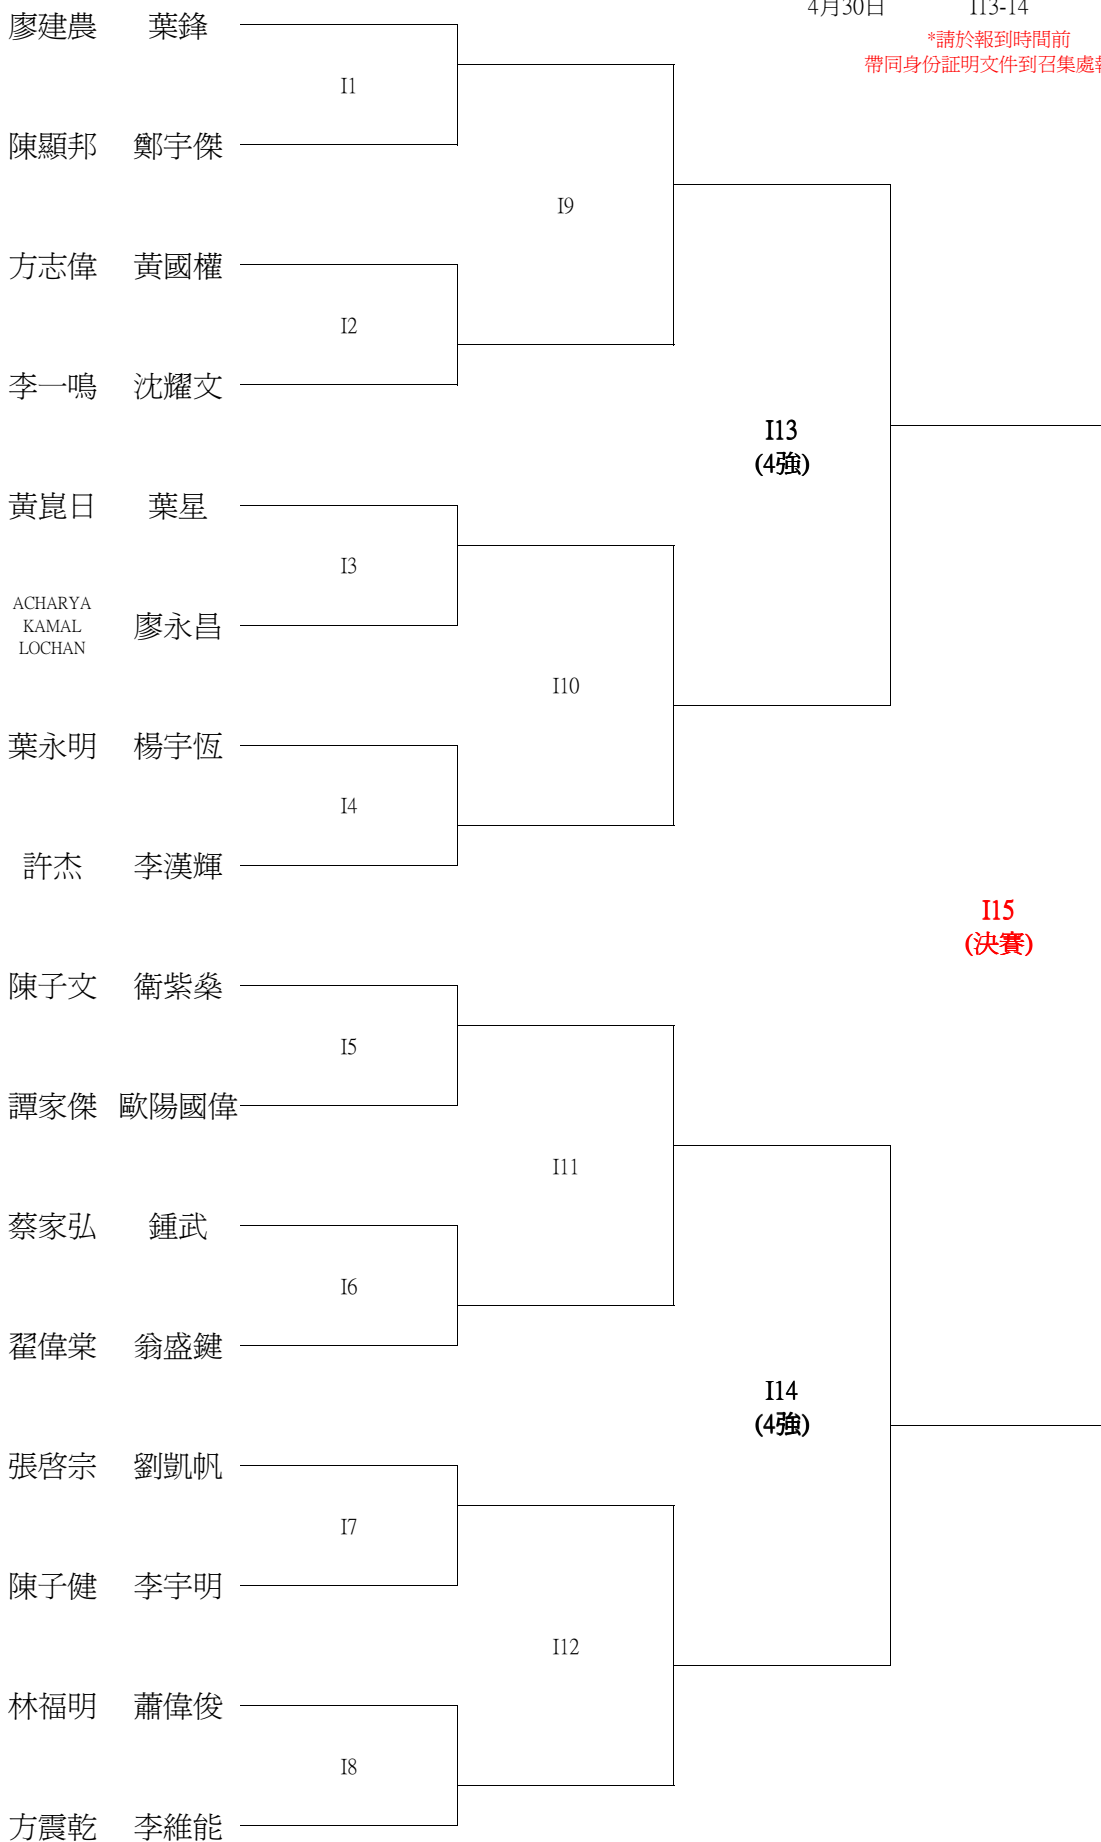 4月30日 I13-14
廖建農 葉鋒
*請於報到時間前
帶同身份証明文件到召集處
I1
陳顯邦 鄭宇傑
I9
方志偉 黃國權
I2
李一鳴 沈耀文
I13
(4強)
黃崑日 葉星
I3
ACHARYA
KAMAL
LOCHAN
廖永昌
I10
葉永明 楊宇恆
I4
許杰 李漢輝
I15
(決賽)
陳子文 衛紫燊
I5
譚家傑 歐陽國偉
I11
蔡家弘 鍾武
I6
翟偉棠 翁盛鍵
I14
(4強)
張啓宗 劉凱帆
I7
陳子健 李宇明
I12
林福明 蕭偉俊
I8
方震乾 李維能